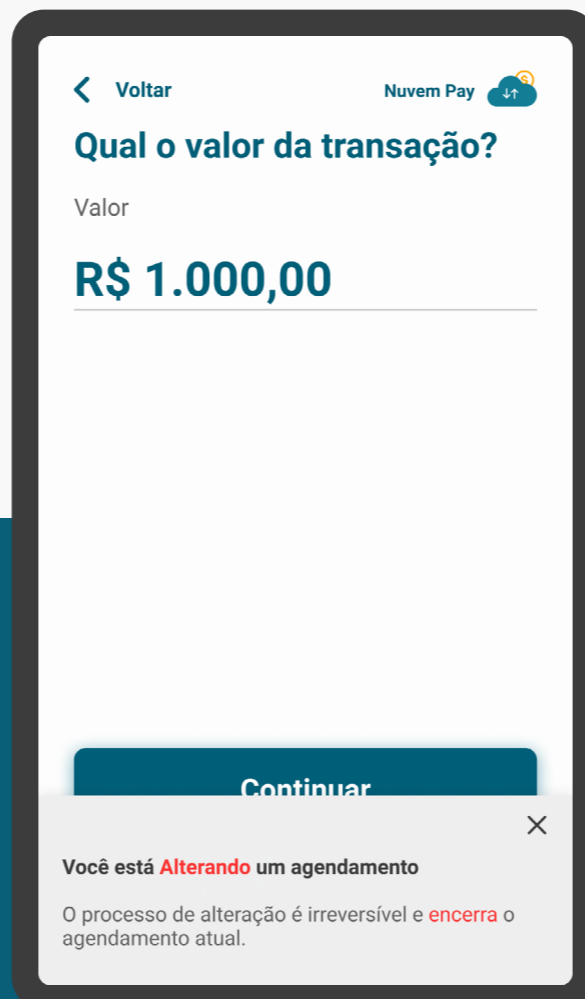 Voltar
Nuvem Pay
$
Qual o valor da transação?
Valor
R$ 1.000,00
Continuar
Você está Alterando um agendamento
O processo de alteração é irreversível e encerra o
agendamento atual.